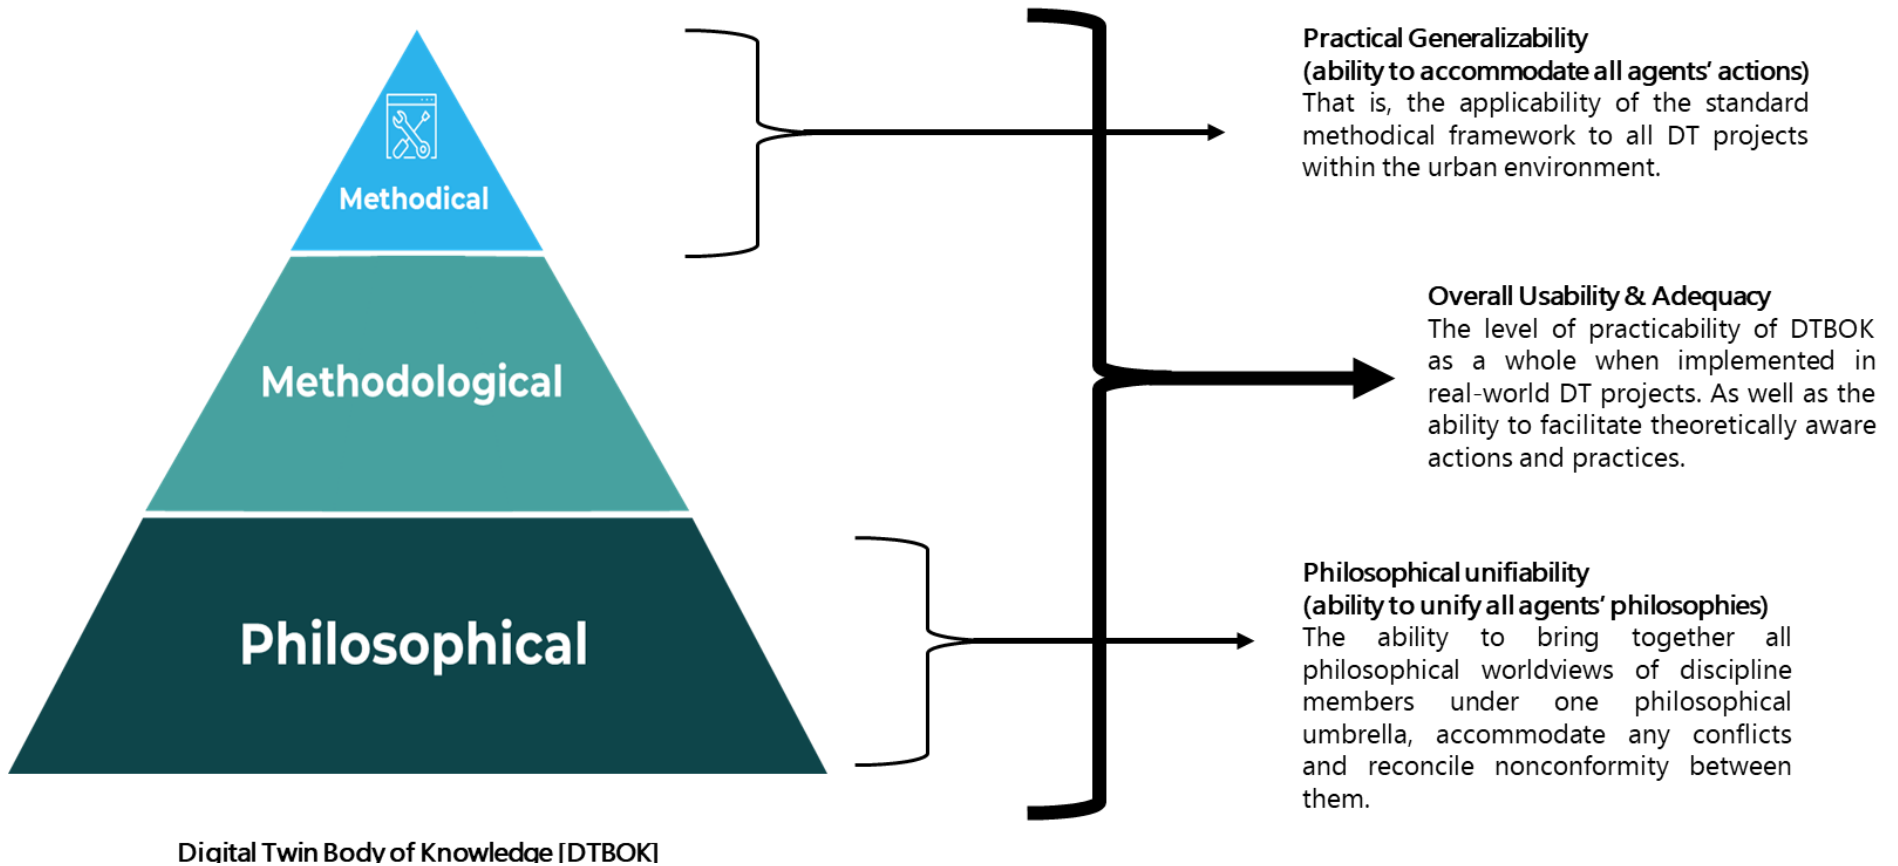 Methodical
Methodological
Philosophical
Digital Twin Body of Knowledge [DTBOK]
Practical Generalizability
(ability to accommodate all agents' actions)
That is, the applicability of the standard
methodical framework to all DT projects
within the urban environment.
Overall Usability & Adequacy
The level of practicability of DTBOK
as a whole when implemented in
real-world DT projects. As well as the
ability to facilitate theoretically aware
actions and practices.
Philosophical unifiability
(ability to unify all agents' philosophies)
The ability to bring together all
philosophical worldviews of discipline
members under one philosophical
umbrella, accommodate any conflicts
and reconcile nonconformity between
them.